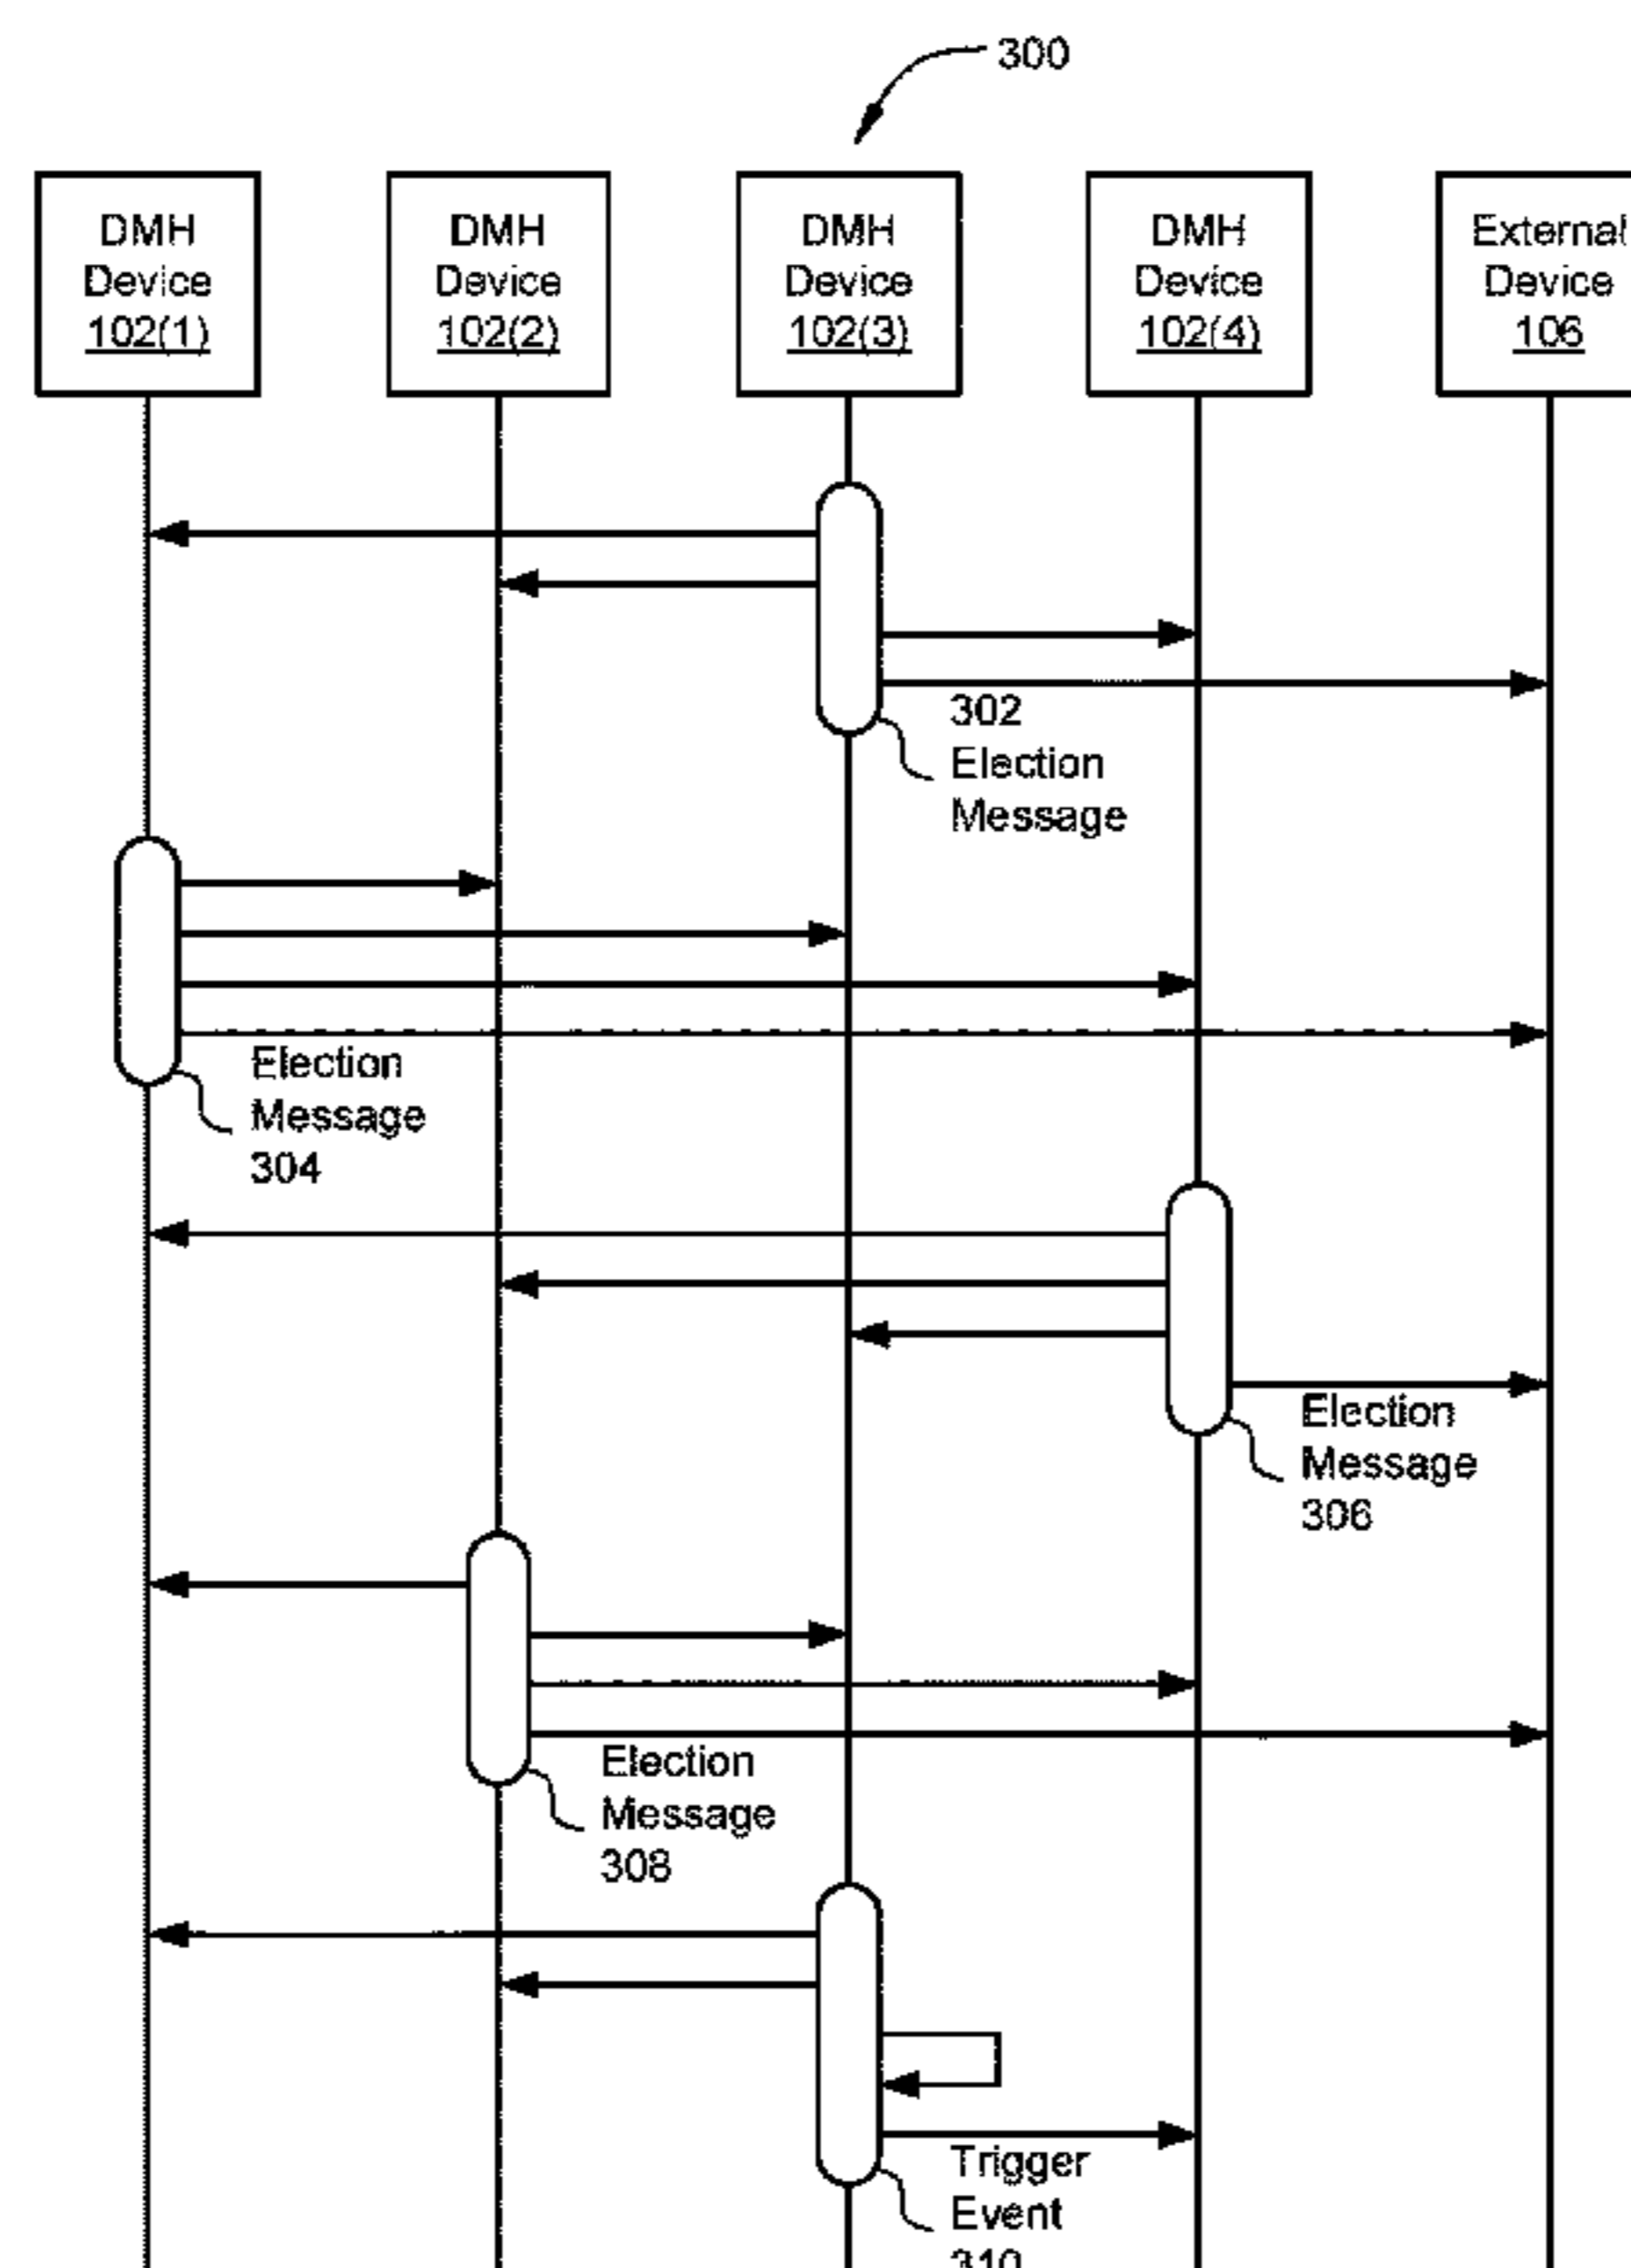 300
DMH
Device
102(1)
DMH
Device
102(2)
DMH
Device
102(3)
DMH
Device
102(4)
External
Device
106
302
Election
Message
Election
Message
304
Election
Message
306
Election
Message
308
Trigger
Event
310